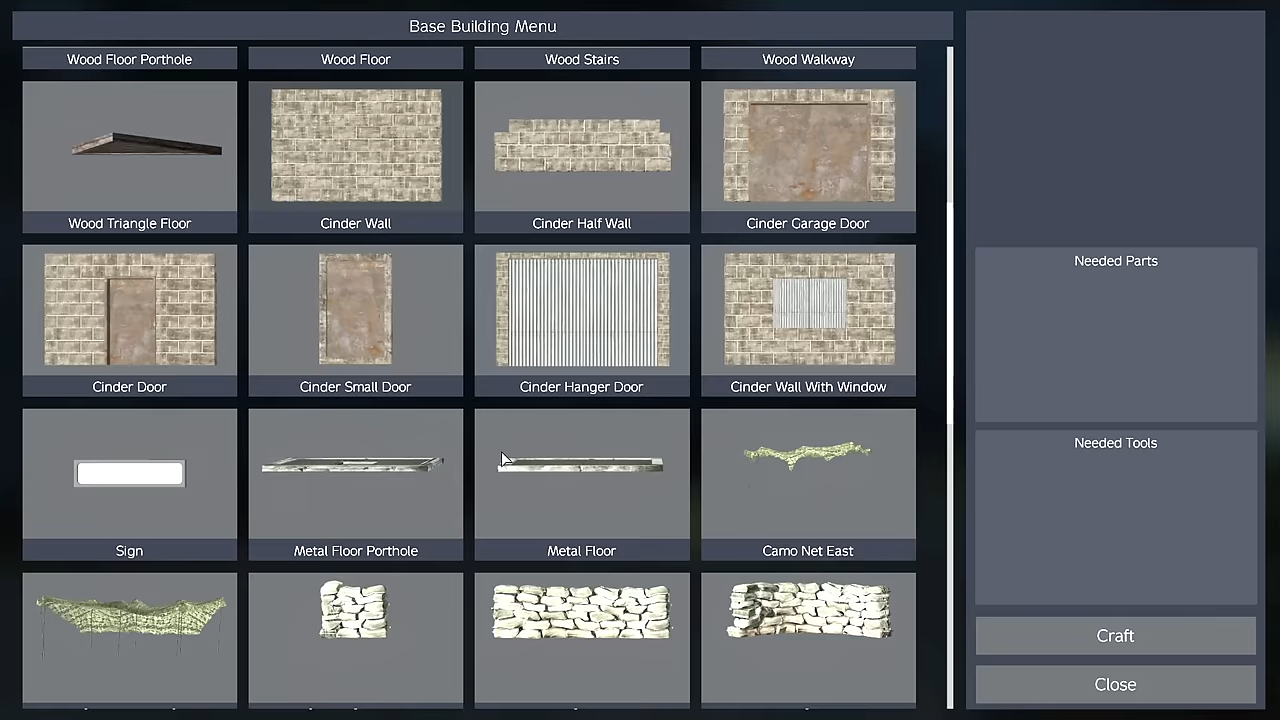 Base Building Menu
Wood Floor Porthole
Wood Floor
Wood Stairs
Wood Walkway
Wood Triangle Floor
Cinder Wall
Cinder Half Wall
Cinder Garage Door
Cinder Door
Cinder Small Door
Cinder Hanger Door
Cinder Wall With Window
Sign
Metal Floor Porthole
Metal Floor
Camo Net East
Needed Parts
Needed Tools
Craft
Close